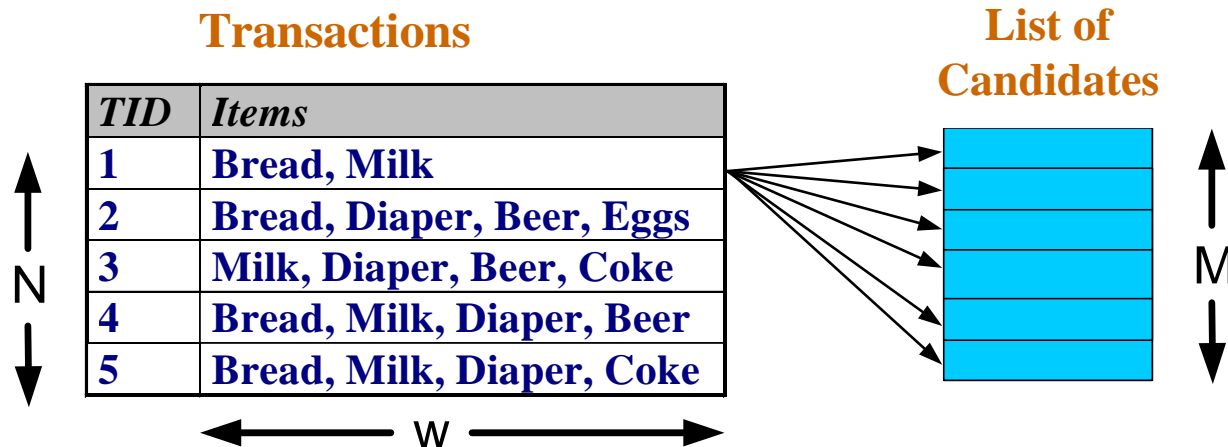 Transactions
List of
Candidates
TID Items
1 Bread, Milk
2 Bread, Diaper, Beer, Eggs
3 Milk, Diaper, Beer, Coke
4 Bread, Milk, Diaper, Beer
5 Bread, Milk, Diaper, Coke
N
M
w